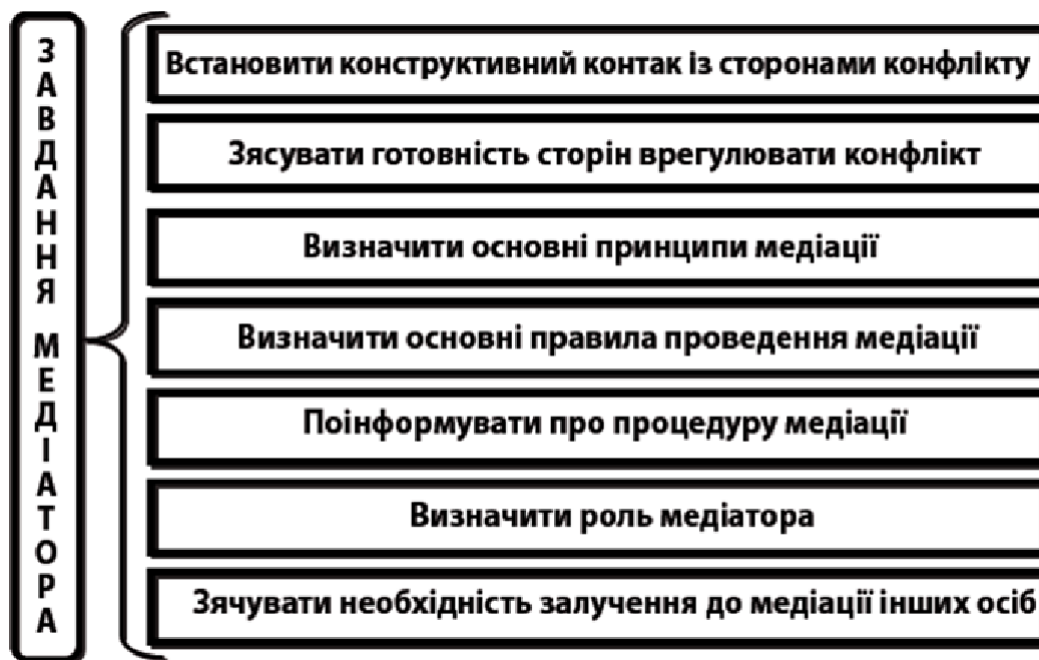 ЗАВДАННЯ МЕДІАТОРА
Встановити конструктивний контак із сторонами конфлікту
Зясувати готовність сторін врегулювати конфлікт
Визначити основні принципи медіації
Визначити основні правила проведення медіації
Поінформувати про процедуру медіації
Визначити роль медіатора
Зячувати необхідність залучення до медіації інших осіб